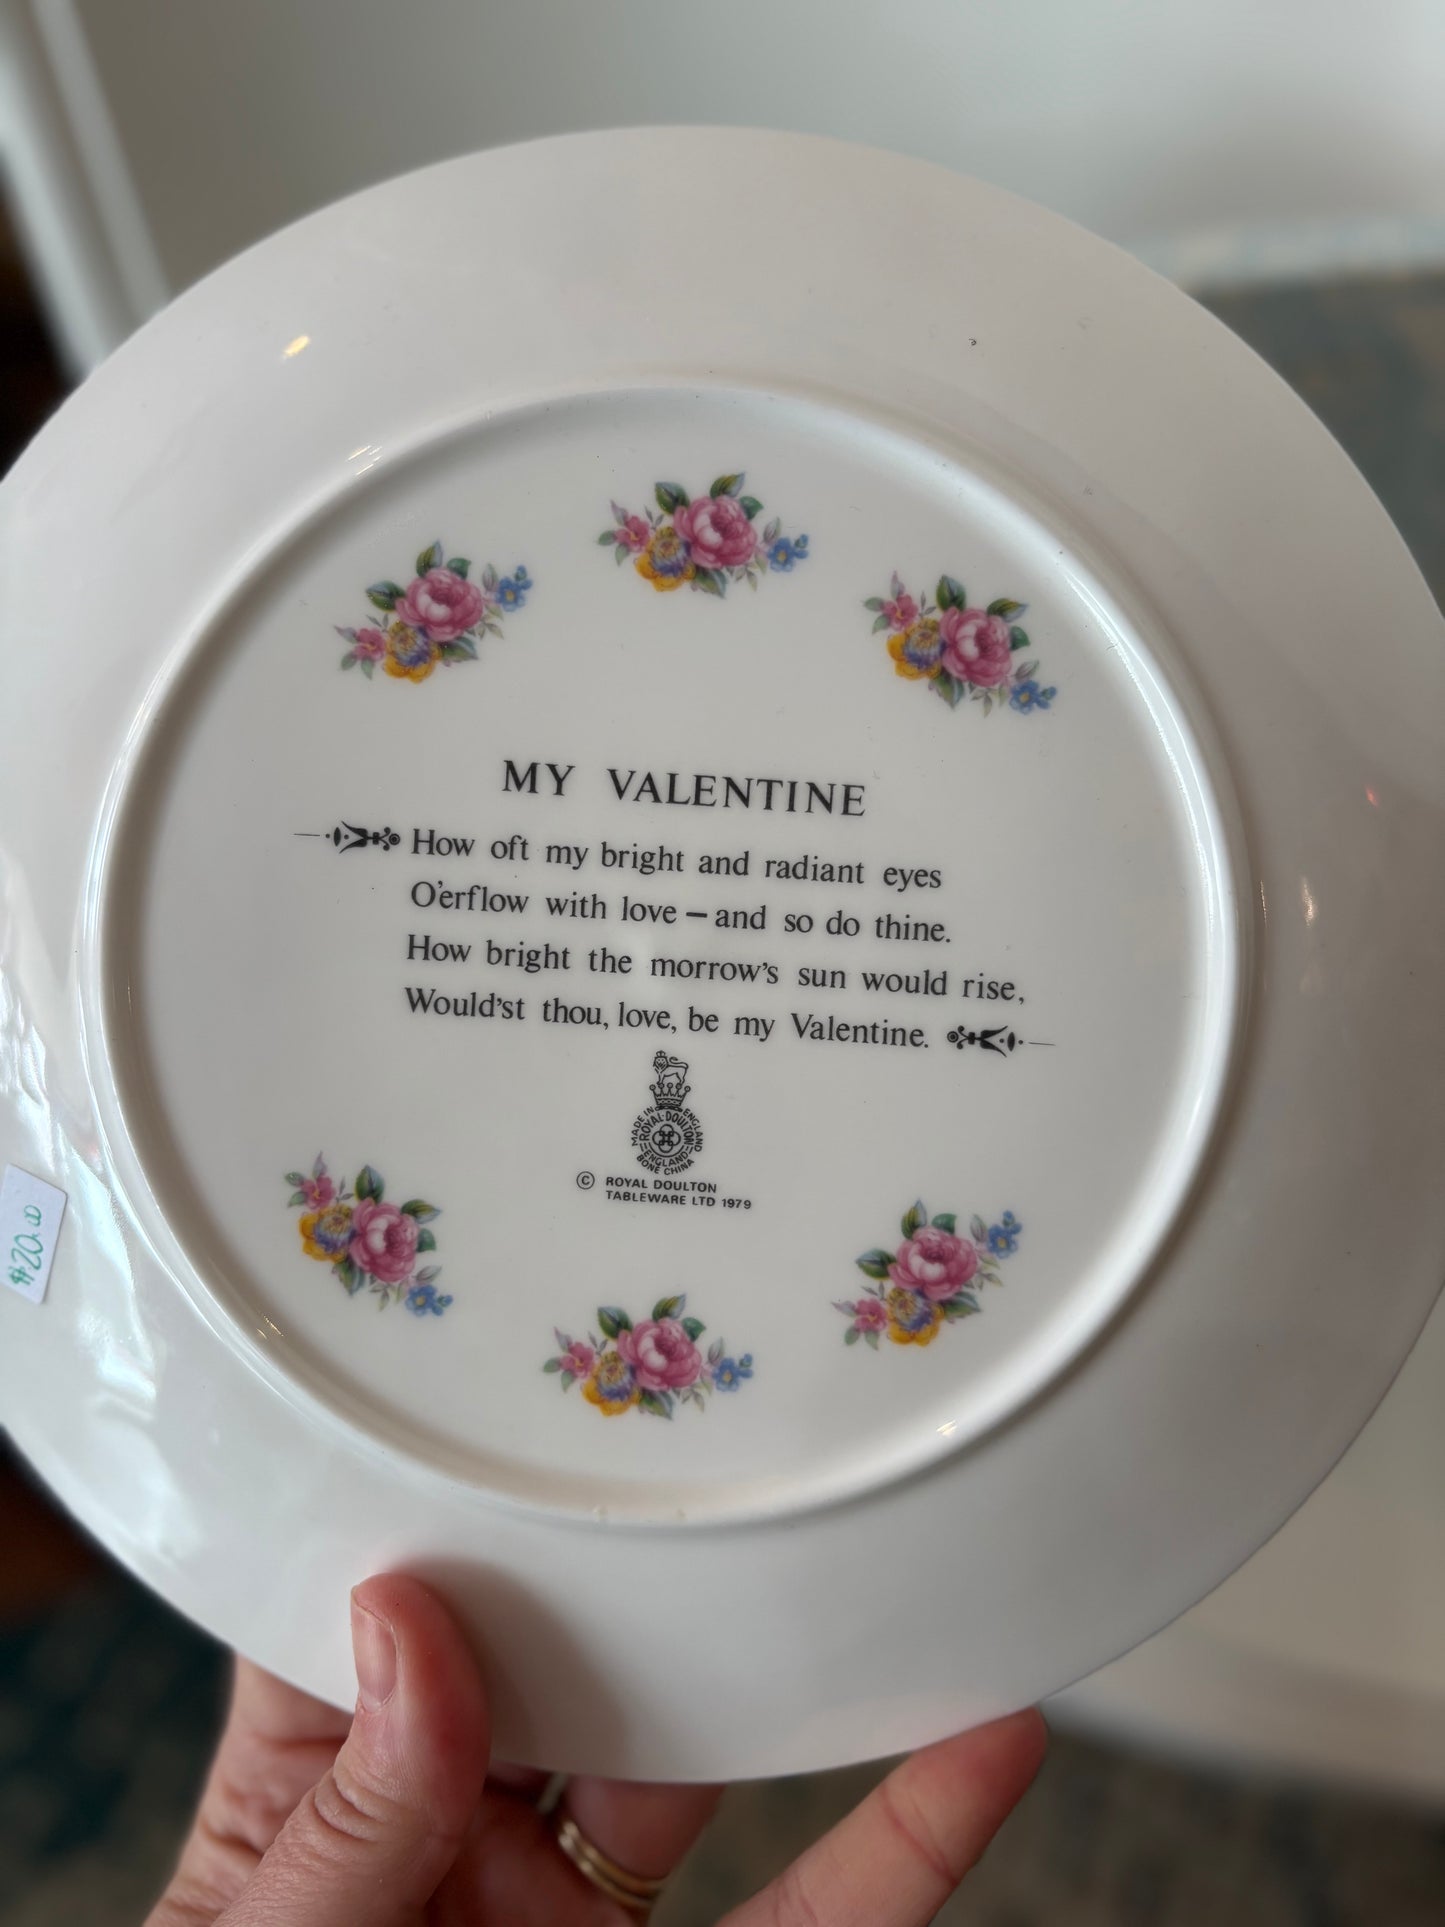 MY VALENTINE
How oft my bright and radiant eyes
O'erflow with love — and so do thine.
How bright the morrow's sun would rise,
Would'st thou, love, be my Valentine.
MADE IN ENGLAND
ROYAL·DOULTON
ENGLAND
BONE CHINA
© ROYAL DOULTON
TABLEWARE LTD 1979
$20.00